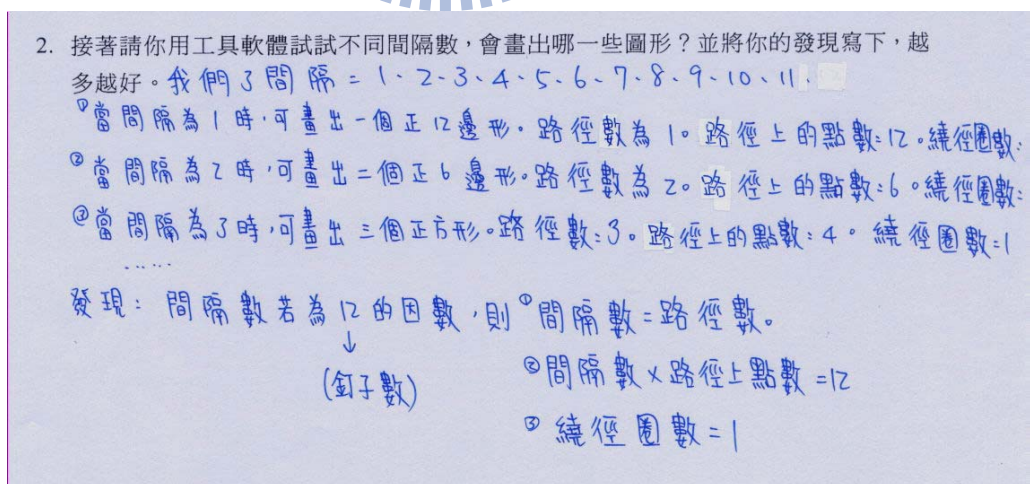 2. 接著請你用工具軟體試試不同間隔數，會畫出哪一些圖形？並將你的發現寫下，越
多越好。我們了間隔=1、2、3、4、5、6、7、8、9、10、11、
①當間隔為1時，可畫出一個正12邊形。路徑數為1。路徑上的點數:12。繞徑圈數:
②當間隔為2時，可畫出二個正6邊形。路徑數為2。路徑上的點數:6。繞徑圈數:
③當間隔為3時，可畫出三個正方形。路徑數:3。路徑上的點數:4。繞徑圈數=1
……
發現：間隔數若為12的因數，則①間隔數=路徑數。
↓
②間隔數×路徑上點數=12
(釘子數)
③繞徑圈數=1